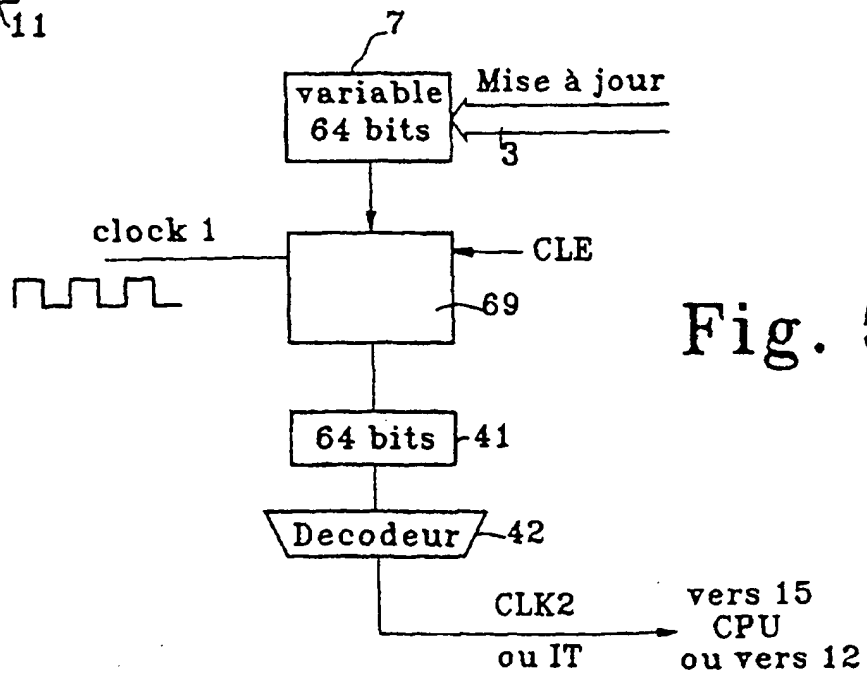 11
7
variable
64 bits
Mise à jour
3
clock 1
CLE
69
Fig.
64 bits
41
Decodeur
42
CLK2
ou IT
vers 15
CPU
ou vers 12